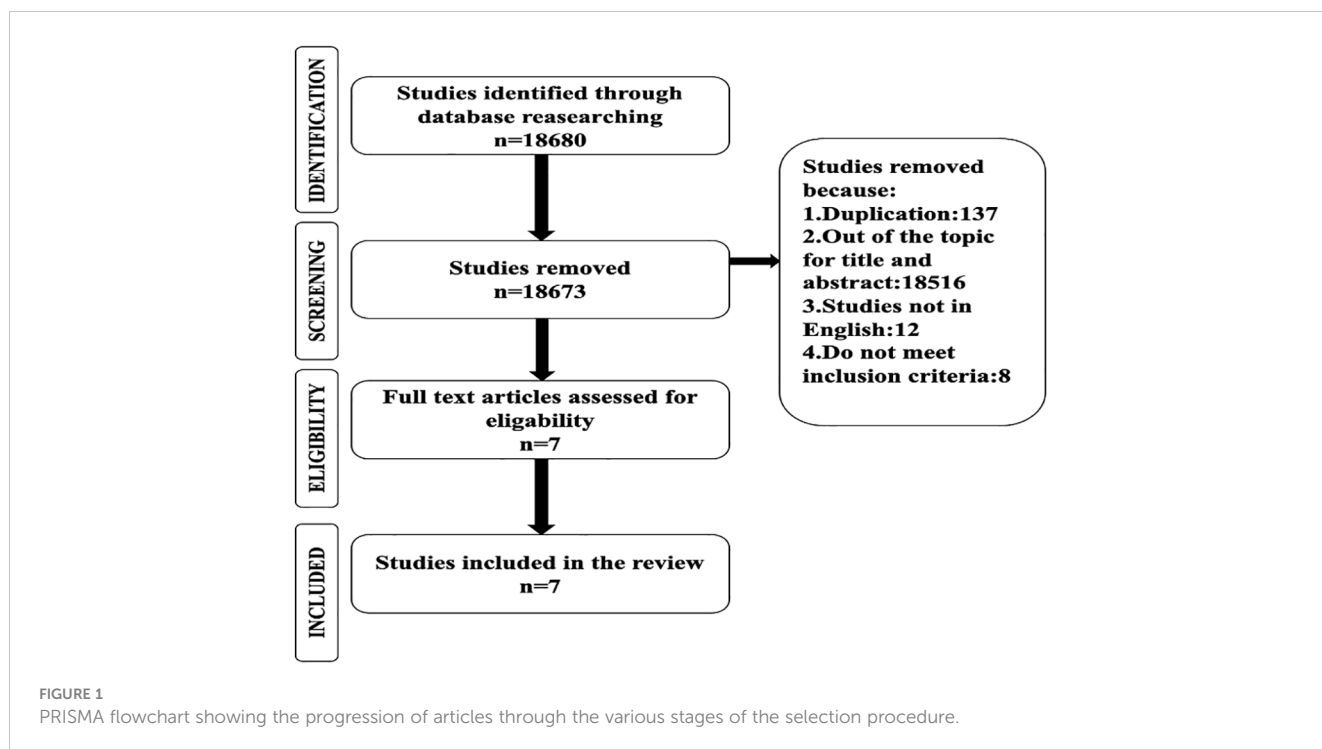 IDENTIFICATION
Studies identified through
database reasearching
n=18680
SCREENING
Studies removed
n=18673
Studies removed
because:
1.Duplication:137
2.Out of the topic
for title and
abstract:18516
3.Studies not in
English:12
4.Do not meet
inclusion criteria:8
ELIGIBILITY
Full text articles assessed for
eligability
n=7
INCLUDED
Studies included in the review
n=7
FIGURE 1
PRISMA flowchart showing the progression of articles through the various stages of the selection procedure.